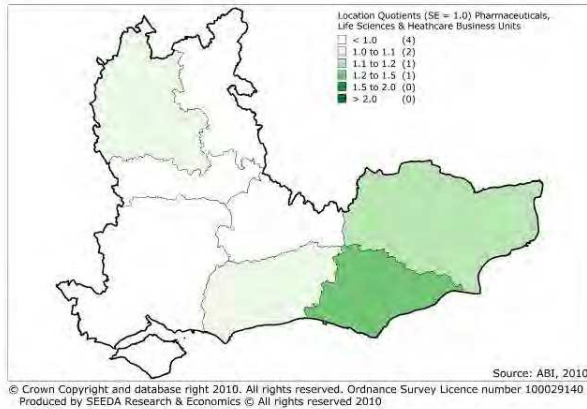 Location Quotients (SE = 1.0) Pharmaceuticals,
Life Sciences & Heathcare Business Units
< 1.0 (4)
1.0 to 1.1 (2)
1.1 to 1.2 (1)
1.2 to 1.5 (1)
1.5 to 2.0 (0)
> 2.0 (0)
Source: ABI, 2010
© Crown Copyright and database right 2010. All rights reserved. Ordnance Survey Licence number 100029140
Produced by SEEDA Research & Economics © All rights reserved 2010